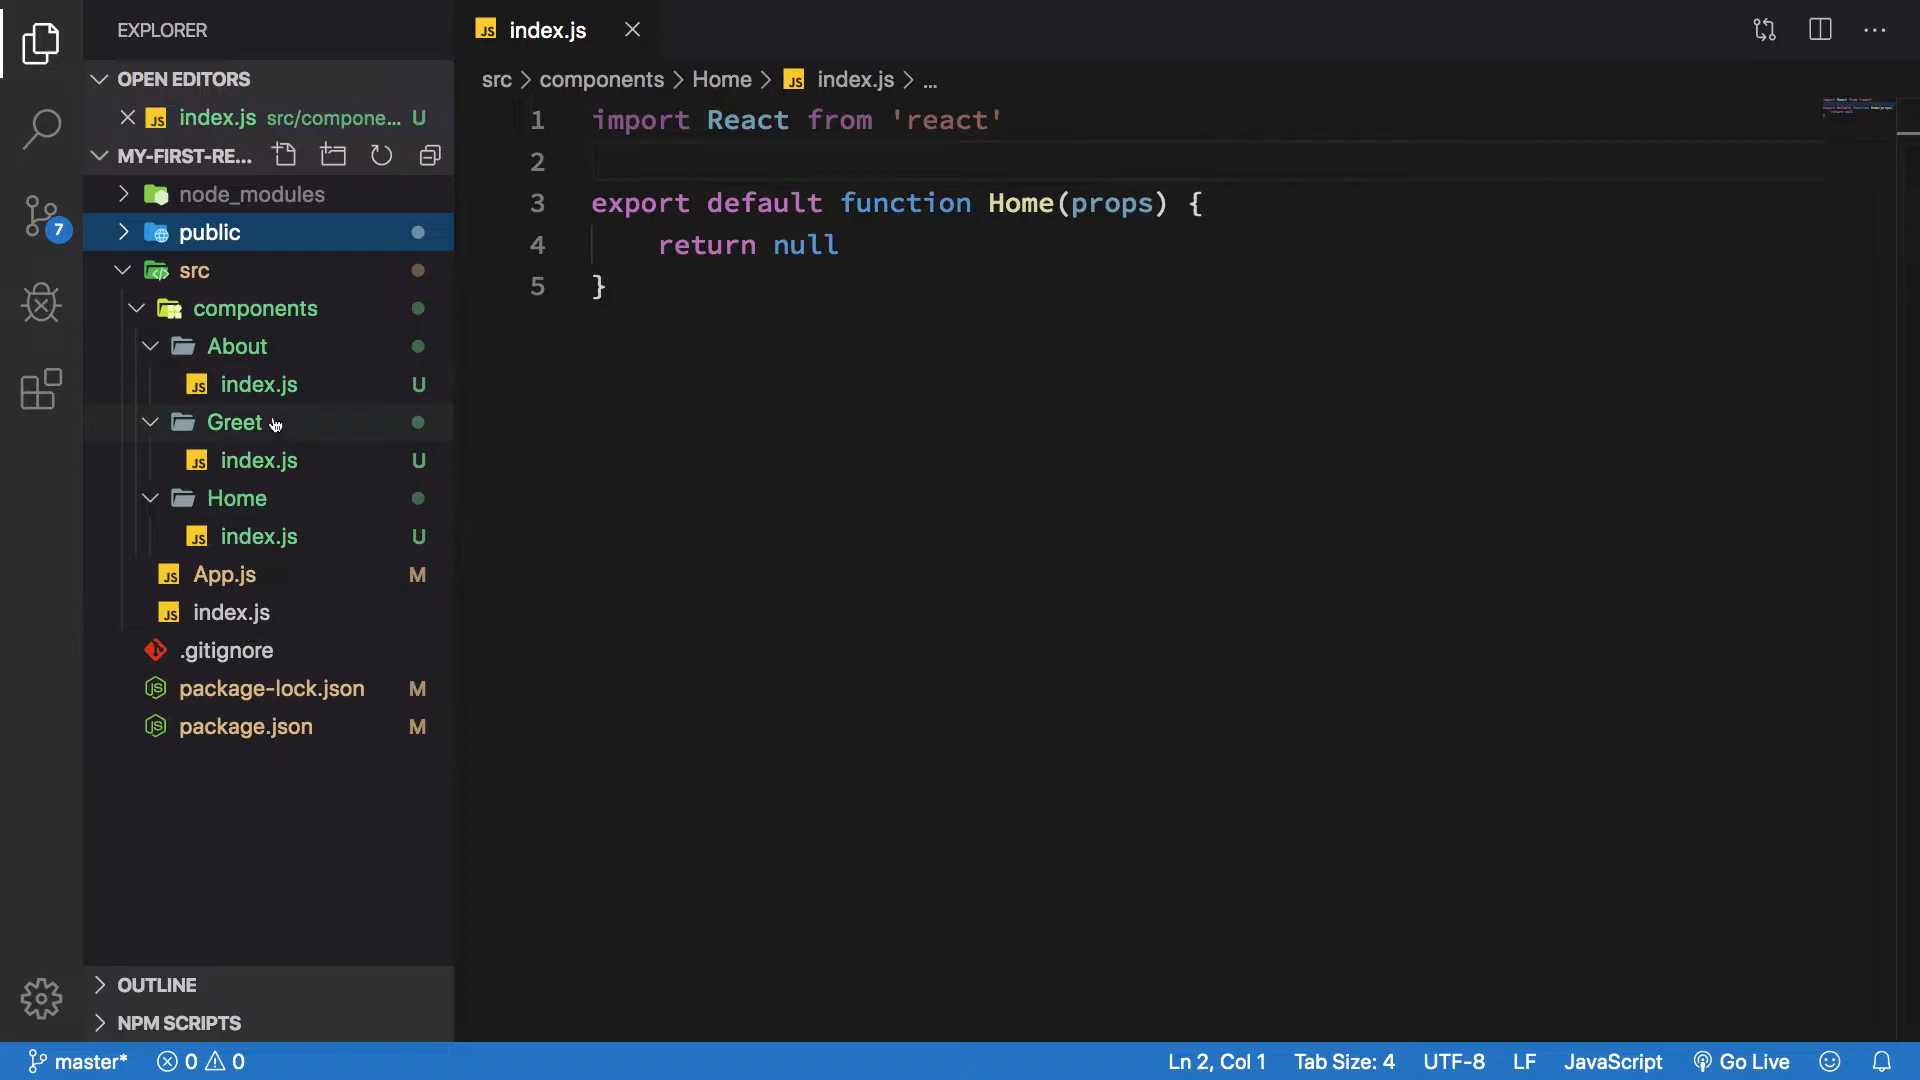 EXPLORER
OPEN EDITORS
index.js src/compone... U
MY-FIRST-RE...
node_modules
public
src
components
About
index.js U
Greet
index.js U
Home
index.js U
App.js M
index.js
.gitignore
package-lock.json M
package.json M
OUTLINE
NPM SCRIPTS
7
JS index.js
src > components > Home > JS index.js > ...
1 import React from 'react'
2
3 export default function Home(props) {
4 return null
5 }
master* 0 0 Ln 2, Col 1 Tab Size: 4 UTF-8 LF JavaScript Go Live